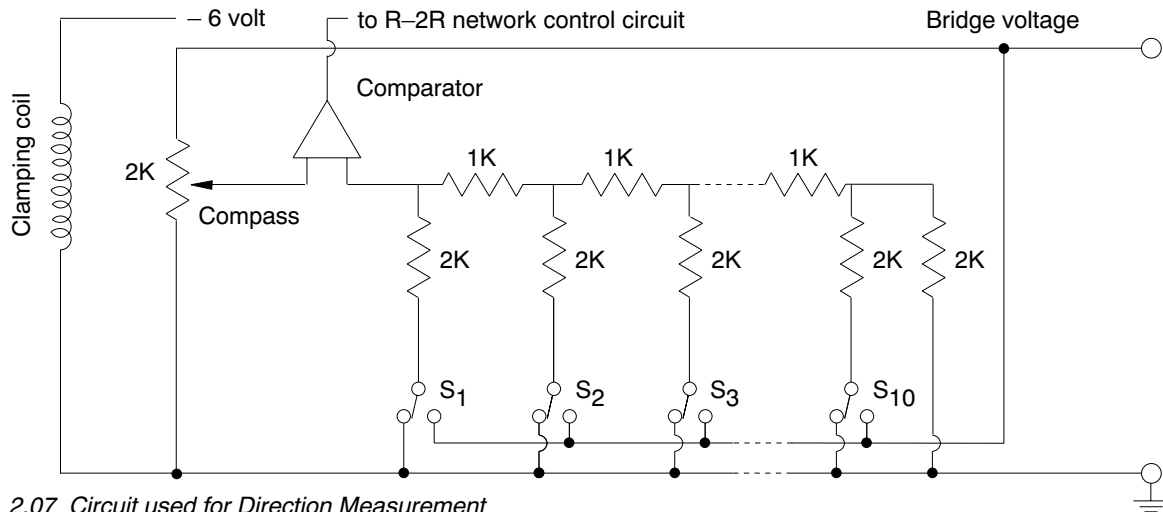 – 6 volt
to R–2R network control circuit
Bridge voltage
Comparator
Clamping coil
2K
1K
1K
1K
Compass
2K
2K
2K
2K
2K
S1
S2
S3
S10
2.07 Circuit used for Direction Measurement